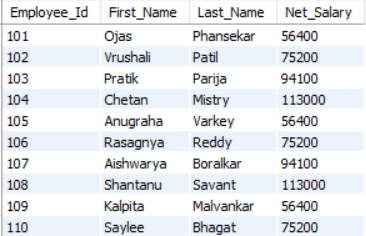 Employee_Id First_Name Last_Name Net_Salary
101 Ojas Phansekar 56400
102 Vrushali Patil 75200
103 Pratik Parija 94100
104 Chetan Mistry 113000
105 Anugraha Varkey 56400
106 Rasagnya Reddy 75200
107 Aishwarya Boralkar 94100
108 Shantanu Savant 113000
109 Kalpita Malvankar 56400
110 Saylee Bhagat 75200